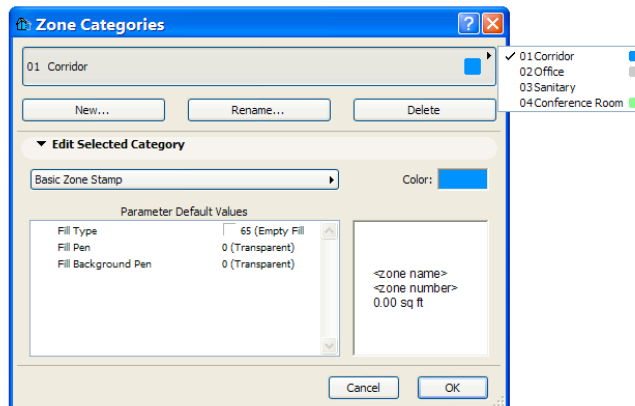 Zone Categories
01 Corridor
01 Corridor
02 Office
03 Sanitary
04 Conference Room
New...
Rename...
Delete
Edit Selected Category
Basic Zone Stamp
Color:
Parameter Default Values
Fill Type 65 (Empty Fill
Fill Pen 0 (Transparent)
Fill Background Pen 0 (Transparent)
<zone name>
<zone number>
0.00 sq ft
Cancel
OK